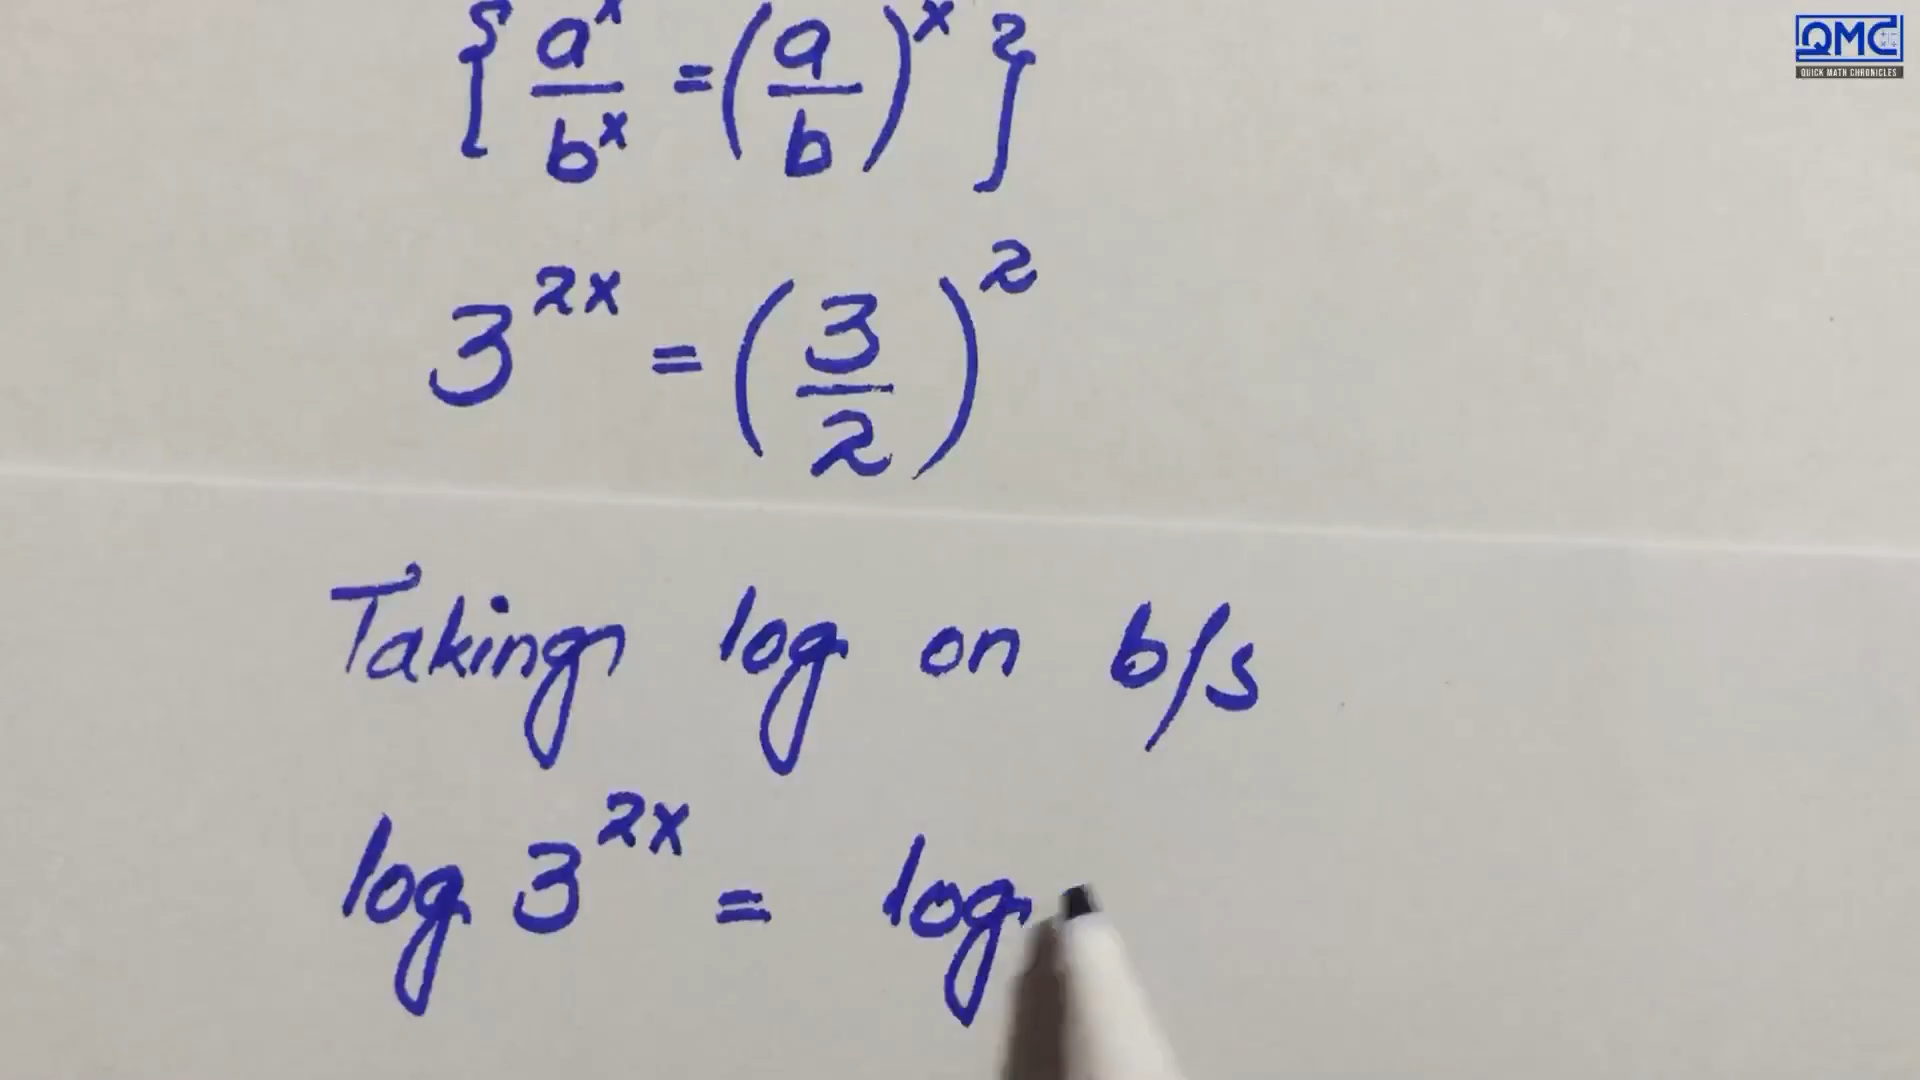 QMC
QUICK MATH CHRONICLES
{ a^x / b^x = (a / b)^x }
3^2x = (3 / 2)^2
Taking log on b/s
log 3^2x = log